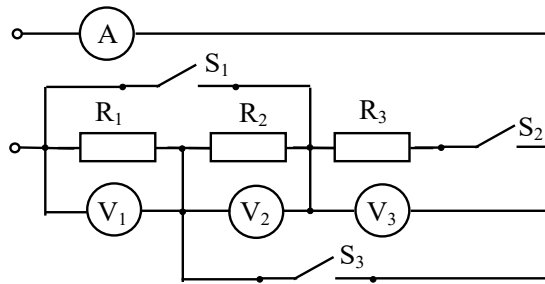 A
S₁
R₁ R₂ R₃ S₂
V₁ V₂ V₃
S₃